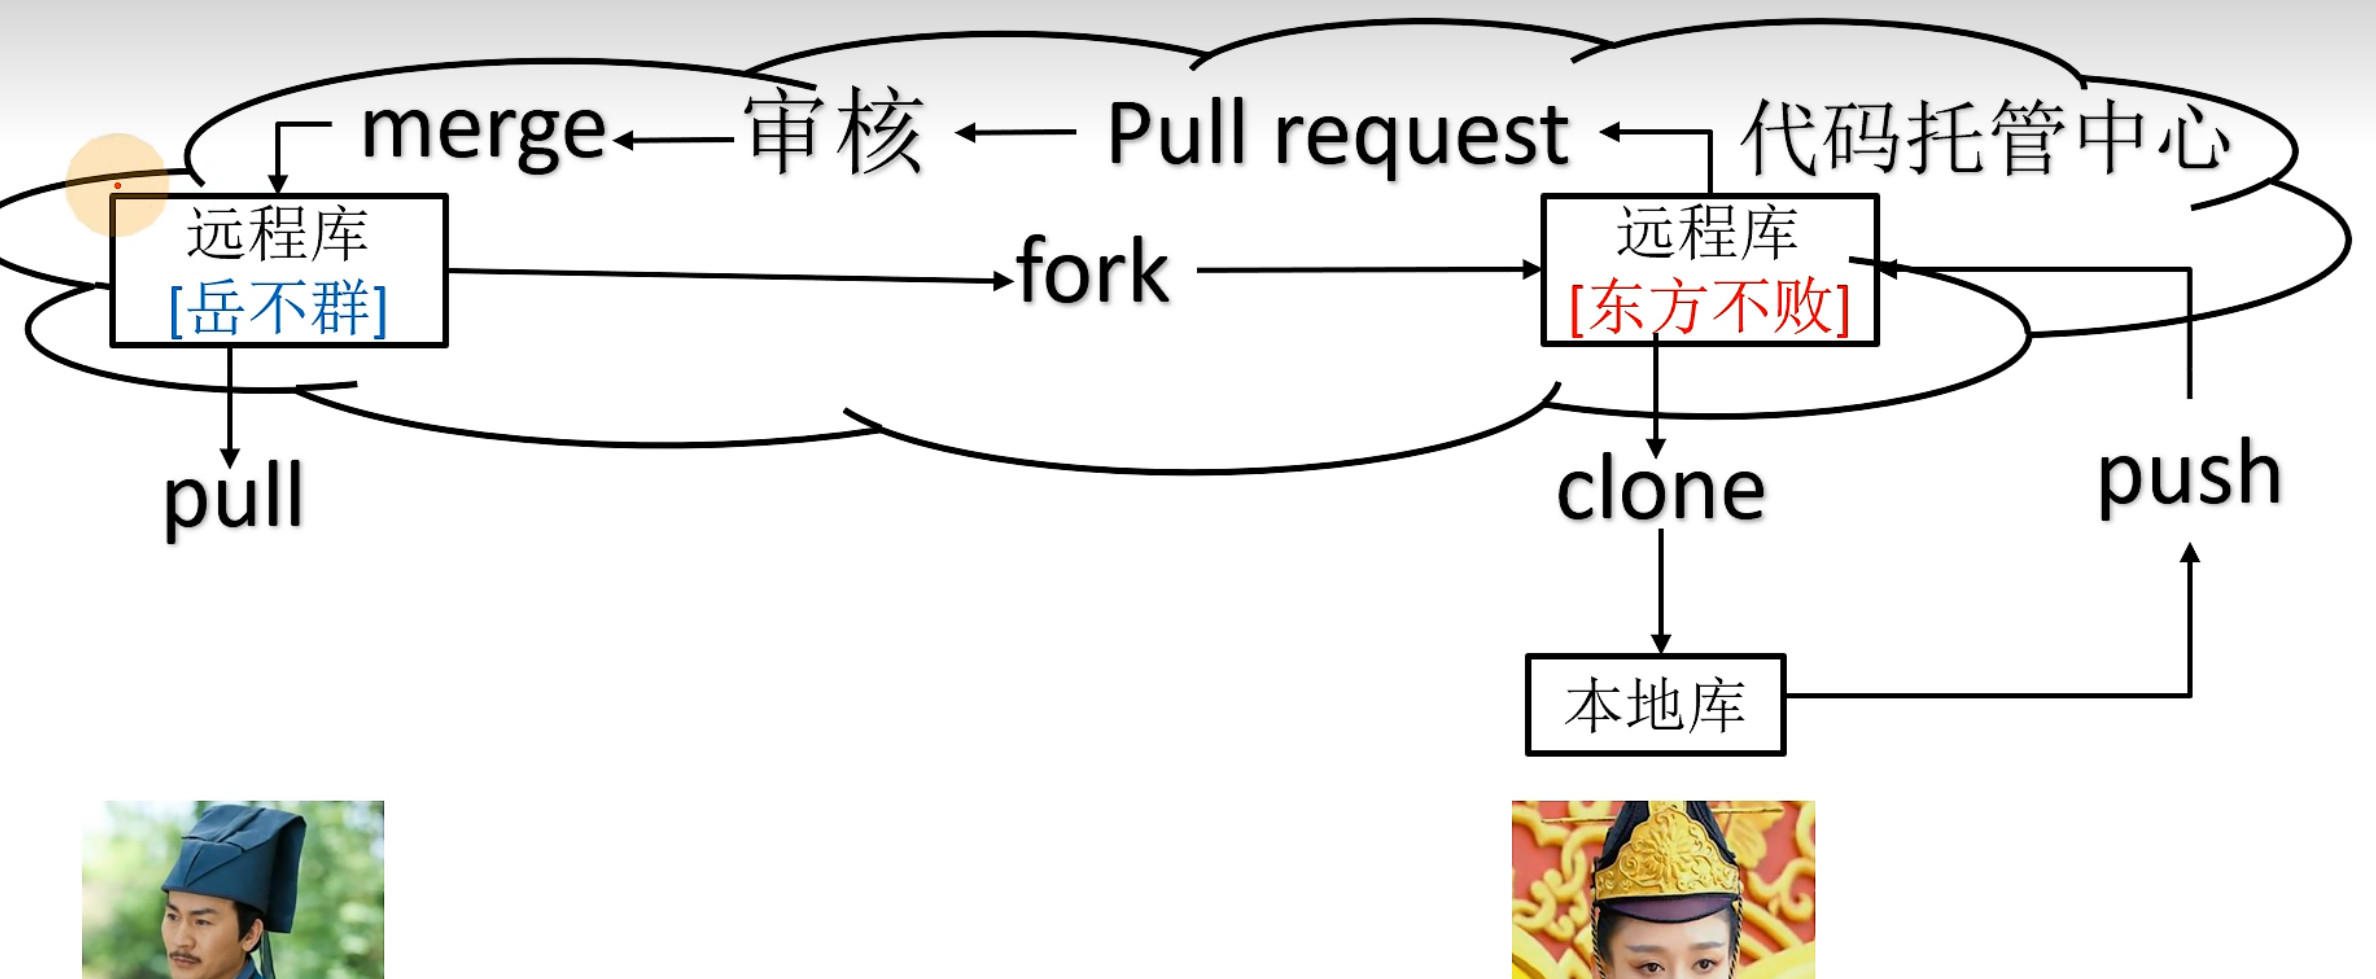 merge
审核
Pull request
代码托管中心
远程库
[岳不群]
fork
远程库
[东方不败]
pull
clone
push
本地库